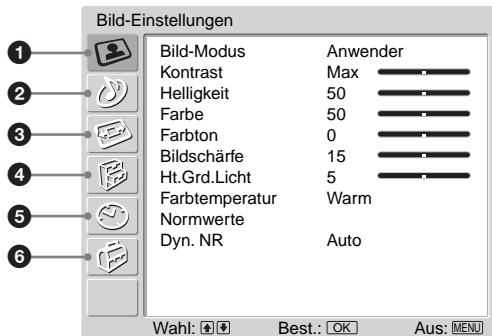 Bild-Einstellungen
1
2
3
4
5
6
Bild-Modus Anwender
Kontrast Max
Helligkeit 50
Farbe 50
Farbton 0
Bildschärfe 15
Ht.Grd.Licht 5
Farbtemperatur Warm
Normwerte
Dyn. NR Auto
Wahl: Best.: OK Aus: MENU